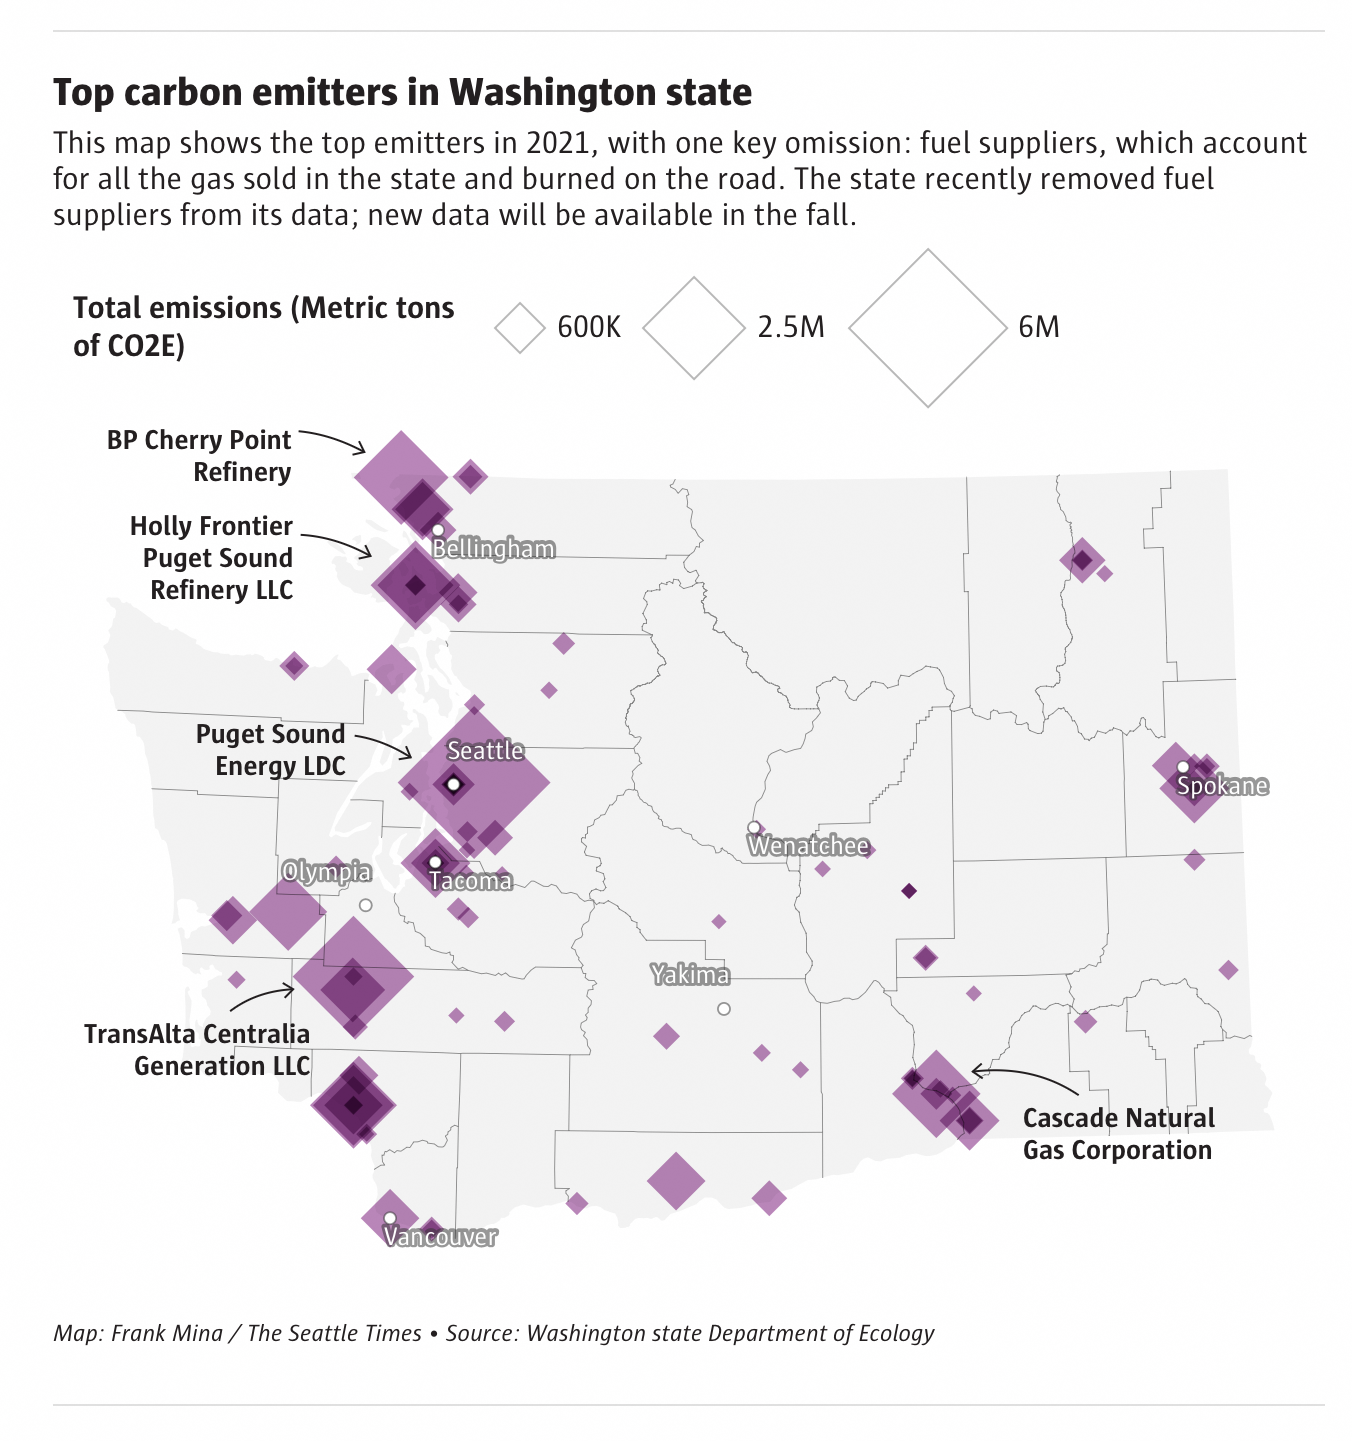 Top carbon emitters in Washington state
This map shows the top emitters in 2021, with one key omission: fuel suppliers, which account
for all the gas sold in the state and burned on the road. The state recently removed fuel
suppliers from its data; new data will be available in the fall.
Total emissions (Metric tons
of CO2E)
600K
2.5M
6M
BP Cherry Point
Refinery
Holly Frontier
Puget Sound
Refinery LLC
Bellingham
Puget Sound
Energy LDC
Seattle
Spokane
Wenatchee
Olympia
Tacoma
Yakima
TransAlta Centralia
Generation LLC
Cascade Natural
Gas Corporation
Vancouver
Map: Frank Mina / The Seattle Times • Source: Washington state Department of Ecology